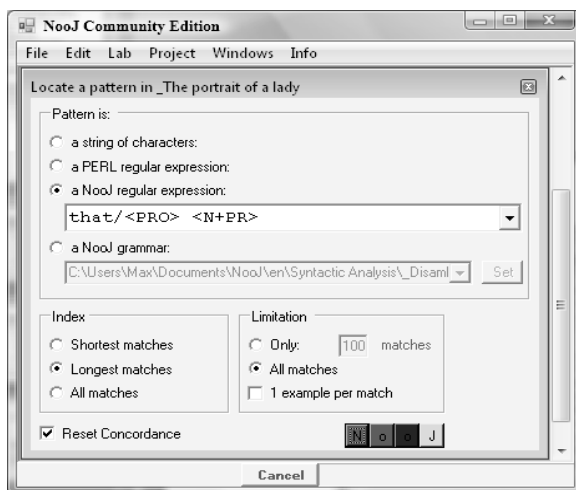 NooJ Community Edition
File Edit Lab Project Windows Info
Locate a pattern in _The portrait of a lady
Pattern is:
a string of characters:
a PERL regular expression:
a NooJ regular expression:
that/<PRO> <N+PR>
a NooJ grammar:
C:\Users\Max\Documents\NooJ\en\Syntactic Analysis\_Disaml Set
Index Limitation
Shortest matches Only: 100 matches
Longest matches All matches
All matches 1 example per match
Reset Concordance N o o J
Cancel